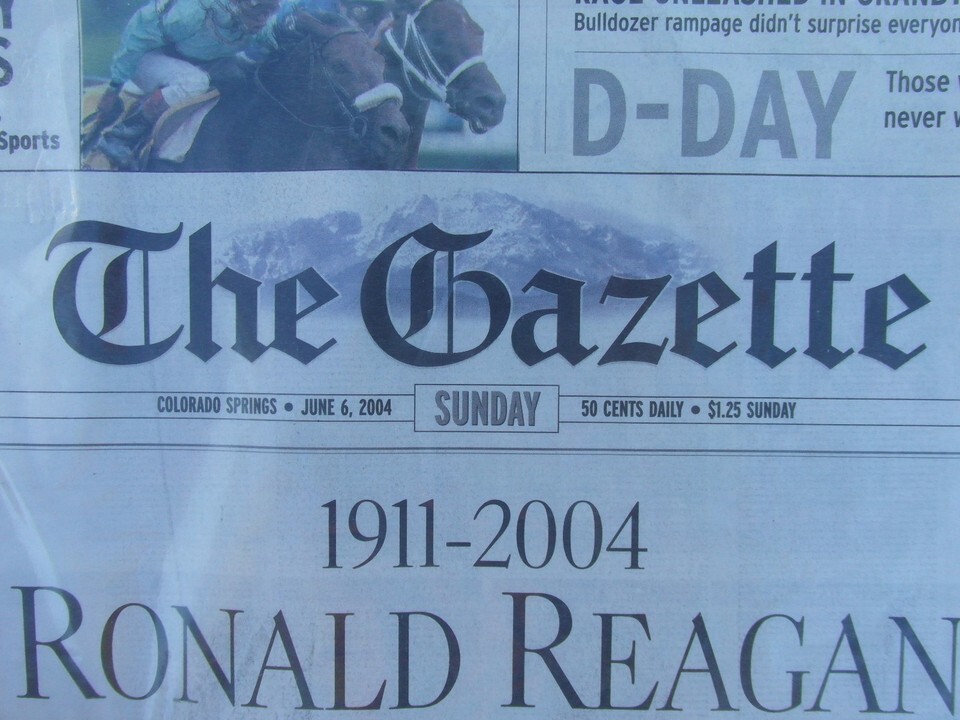 Y
S
Sports
Bulldozer rampage didn't surprise everyon
D-DAY
Those
never w
The Gazette
COLORADO SPRINGS • JUNE 6, 2004
SUNDAY
50 CENTS DAILY • $1.25 SUNDAY
1911-2004
RONALD REAGAN